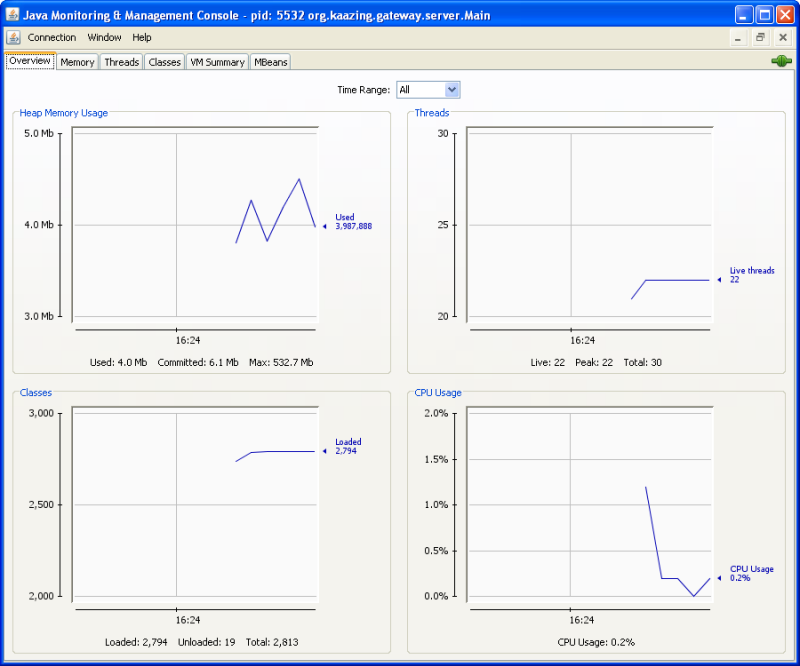 Java Monitoring & Management Console - pid: 5532 org.kaazing.gateway.server.Main
Connection Window Help
Overview Memory Threads Classes VM Summary MBeans
Time Range: All
Heap Memory Usage
5.0 Mb
4.0 Mb
3.0 Mb
Used
3,987,888
16:24
Used: 4.0 Mb Committed: 6.1 Mb Max: 532.7 Mb
Threads
30
25
20
Live threads
22
16:24
Live: 22 Peak: 22 Total: 30
Classes
3,000
2,500
2,000
Loaded
2,794
16:24
Loaded: 2,794 Unloaded: 19 Total: 2,813
CPU Usage
2.0%
1.5%
1.0%
0.5%
0.0%
CPU Usage
0.2%
16:24
CPU Usage: 0.2%